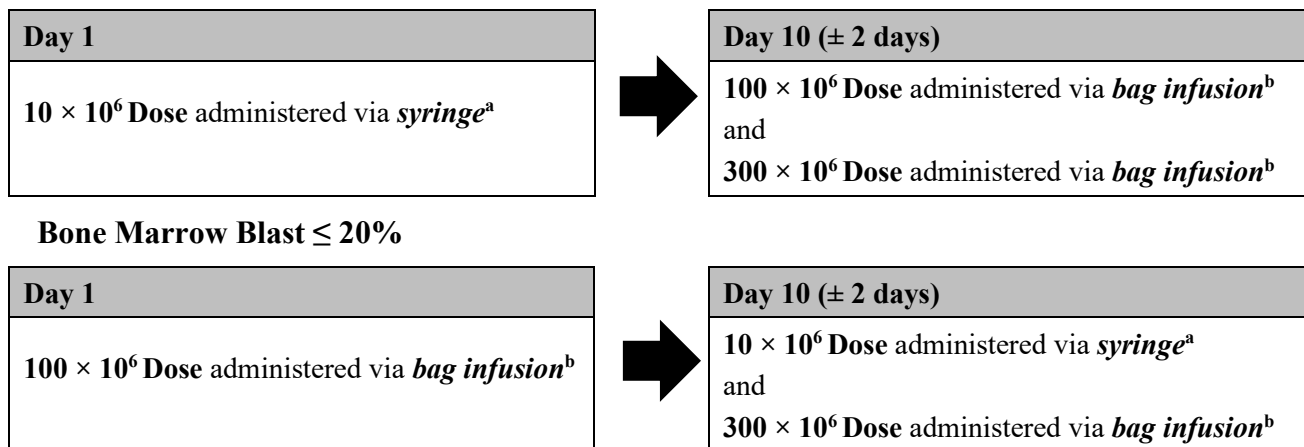 Day 1
10 × 10⁶ Dose administered via syringeᵃ
Day 10 (± 2 days)
100 × 10⁶ Dose administered via bag infusionᵇ
and
300 × 10⁶ Dose administered via bag infusionᵇ
Bone Marrow Blast ≤ 20%
Day 1
100 × 10⁶ Dose administered via bag infusionᵇ
Day 10 (± 2 days)
10 × 10⁶ Dose administered via syringeᵃ
and
300 × 10⁶ Dose administered via bag infusionᵇ